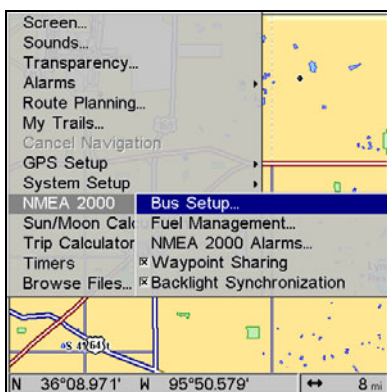 Screen...
Sounds...
Transparency...
Alarms
Route Planning...
My Trails...
Cancel Navigation
GPS Setup
System Setup
NMEA 2000
Bus Setup...
Sun/Moon Calc
Fuel Management...
Trip Calculator
NMEA 2000 Alarms...
Timers
Waypoint Sharing
Browse Files...
Backlight Synchronization
N 36°08.971' W 95°50.579' ↔ 8 mi